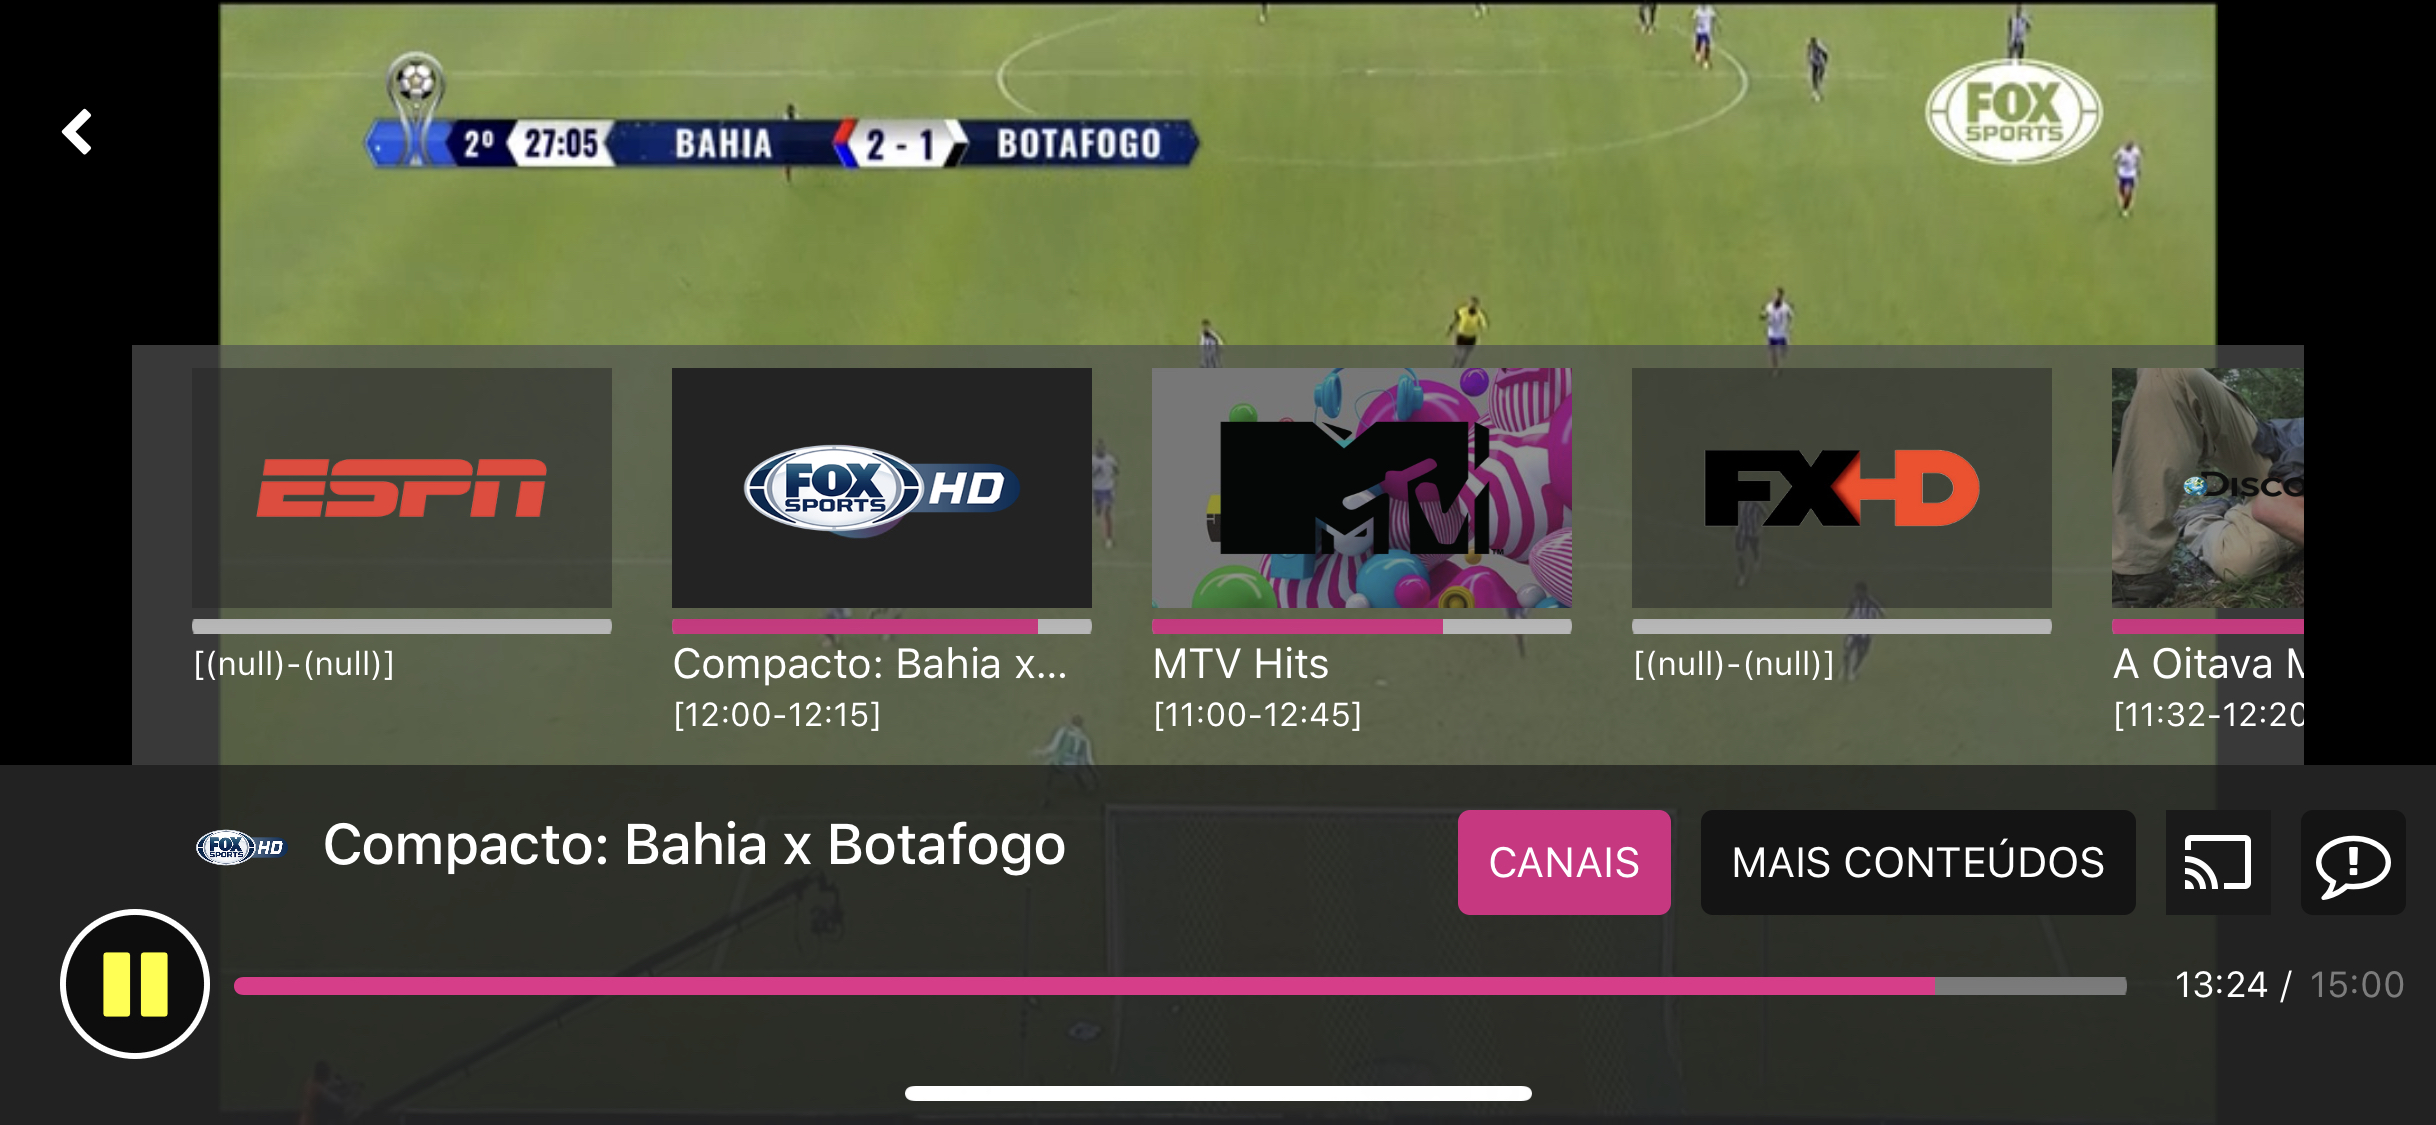 2º 27:05 BAHIA 2 - 1 BOTAFOGO
FOX
SPORTS
ESPN
FOX
SPORTS HD
MTV
TM
FXHD
DISCO
[(null)-(null)]
Compacto: Bahia x...
[12:00-12:15]
MTV Hits
[11:00-12:45]
[(null)-(null)]
A Oitava
[11:32-12:20
FOX
SPORTS HD
Compacto: Bahia x Botafogo
CANAIS
MAIS CONTEÚDOS
13:24 / 15:00